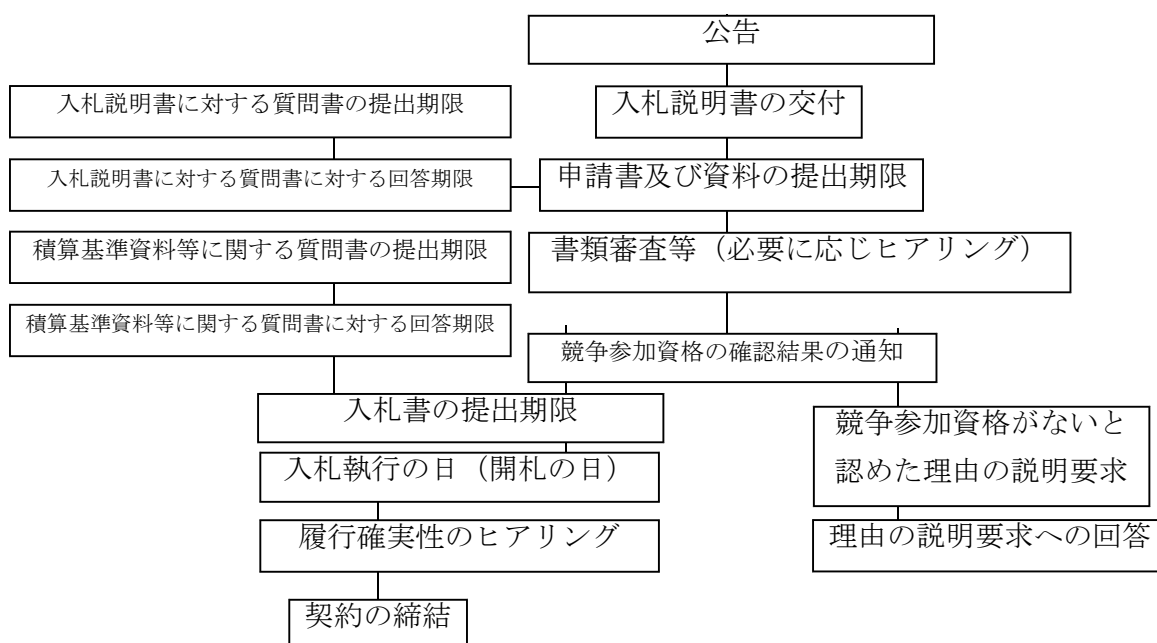 公告
入札説明書に対する質問書の提出期限
入札説明書の交付
入札説明書に対する質問書に対する回答期限
申請書及び資料の提出期限
積算基準資料等に関する質問書の提出期限
書類審査等（必要に応じヒアリング）
積算基準資料等に関する質問書に対する回答期限
競争参加資格の確認結果の通知
入札書の提出期限
競争参加資格がないと
認めた理由の説明要求
入札執行の日（開札の日）
履行確実性のヒアリング
理由の説明要求への回答
契約の締結